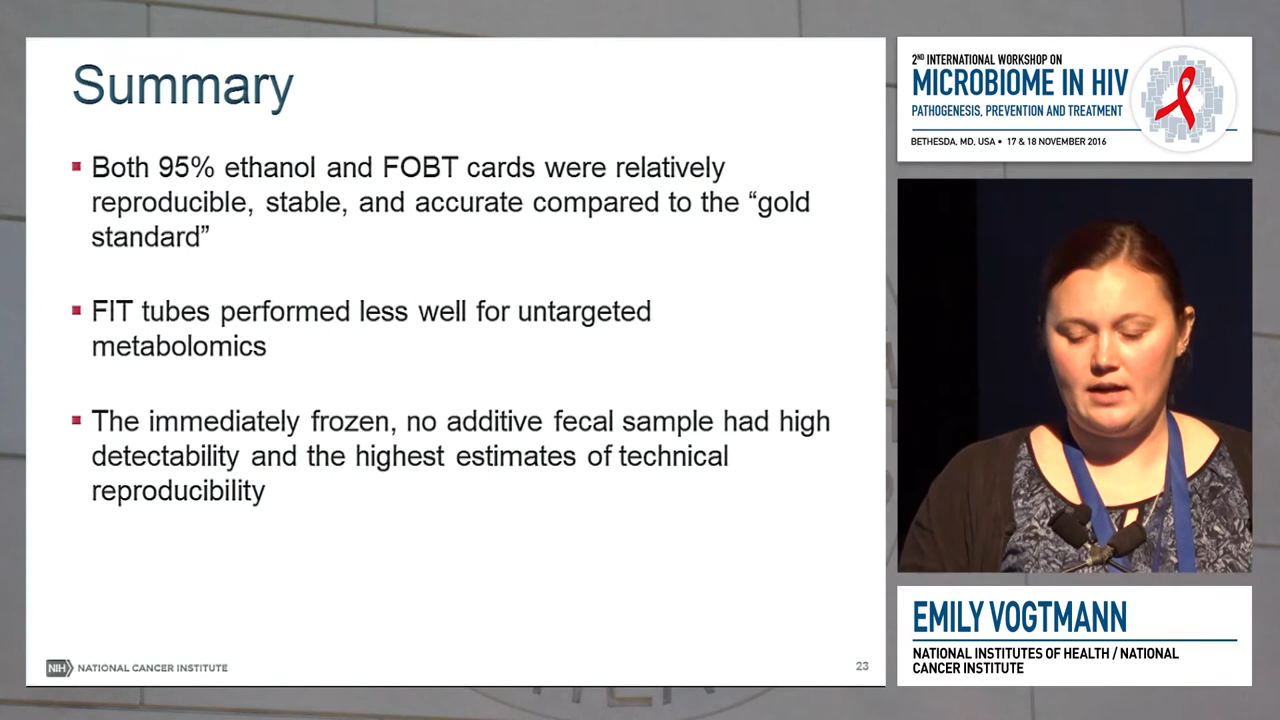 Summary
Both 95% ethanol and FOBT cards were relatively
reproducible, stable, and accurate compared to the “gold
standard”
FIT tubes performed less well for untargeted
metabolomics
The immediately frozen, no additive fecal sample had high
detectability and the highest estimates of technical
reproducibility
NIH NATIONAL CANCER INSTITUTE
23
2ND INTERNATIONAL WORKSHOP ON
MICROBIOME IN HIV
PATHOGENESIS, PREVENTION AND TREATMENT
BETHESDA, MD, USA • 17 & 18 NOVEMBER 2016
EMILY VOGTMANN
NATIONAL INSTITUTES OF HEALTH / NATIONAL
CANCER INSTITUTE